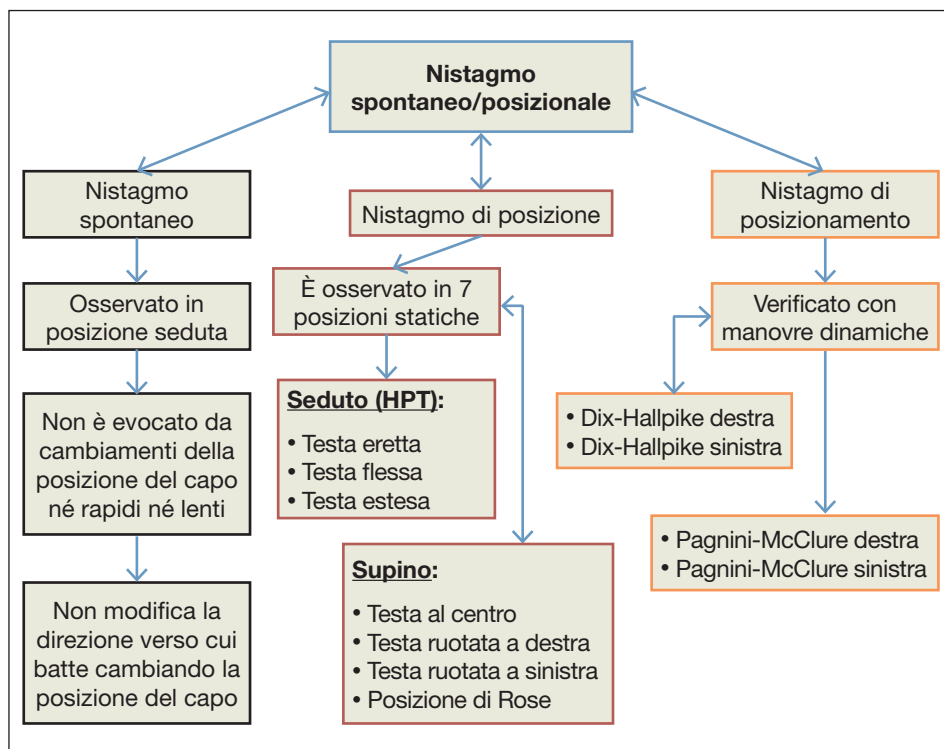 Nistagmo
spontaneo/posizionale
Nistagmo
spontaneo
Osservato in
posizione seduta
Non è evocato da
cambiamenti della
posizione del capo
né rapidi né lenti
Non modifica la
direzione verso cui
batte cambiando la
posizione del capo
Nistagmo di posizione
È osservato in 7
posizioni statiche
Seduto (HPT):
• Testa eretta
• Testa flessa
• Testa estesa
Supino:
• Testa al centro
• Testa ruotata a destra
• Testa ruotata a sinistra
• Posizione di Rose
Nistagmo di
posizionamento
Verificato con
manovre dinamiche
• Dix-Hallpike destra
• Dix-Hallpike sinistra
• Pagnini-McClure destra
• Pagnini-McClure sinistra